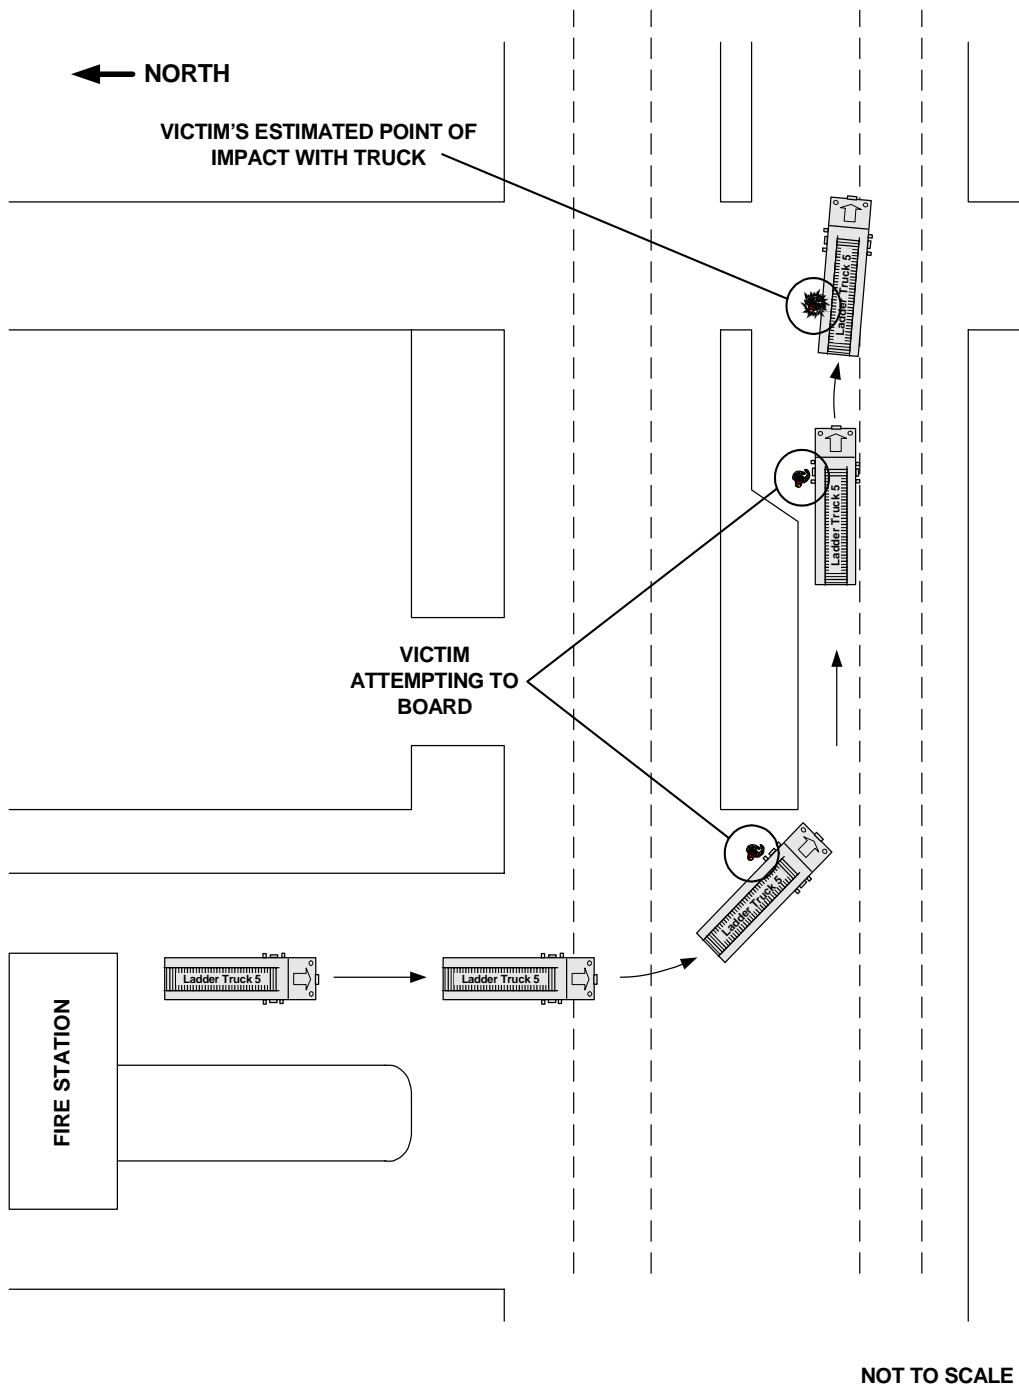 NORTH
VICTIM'S ESTIMATED POINT OF
IMPACT WITH TRUCK
Ladder Truck 5
Ladder Truck 5
VICTIM
ATTEMPTING TO
BOARD
Ladder Truck 5
Ladder Truck 5
Ladder Truck 5
FIRE STATION
NOT TO SCALE